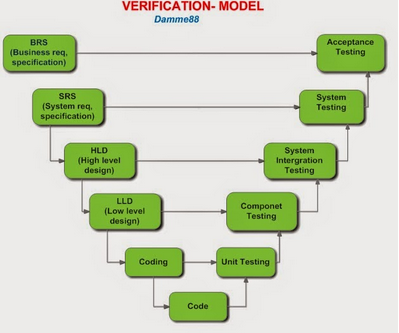 VERIFICATION- MODEL
Damme88
BRS
(Business req,
specification)
Acceptance
Testing
SRS
(System req,
specification)
System
Testing
HLD
(High level
design)
System
Intergration
Testing
LLD
(Low level
design)
Componet
Testing
Coding
Unit Testing
Code